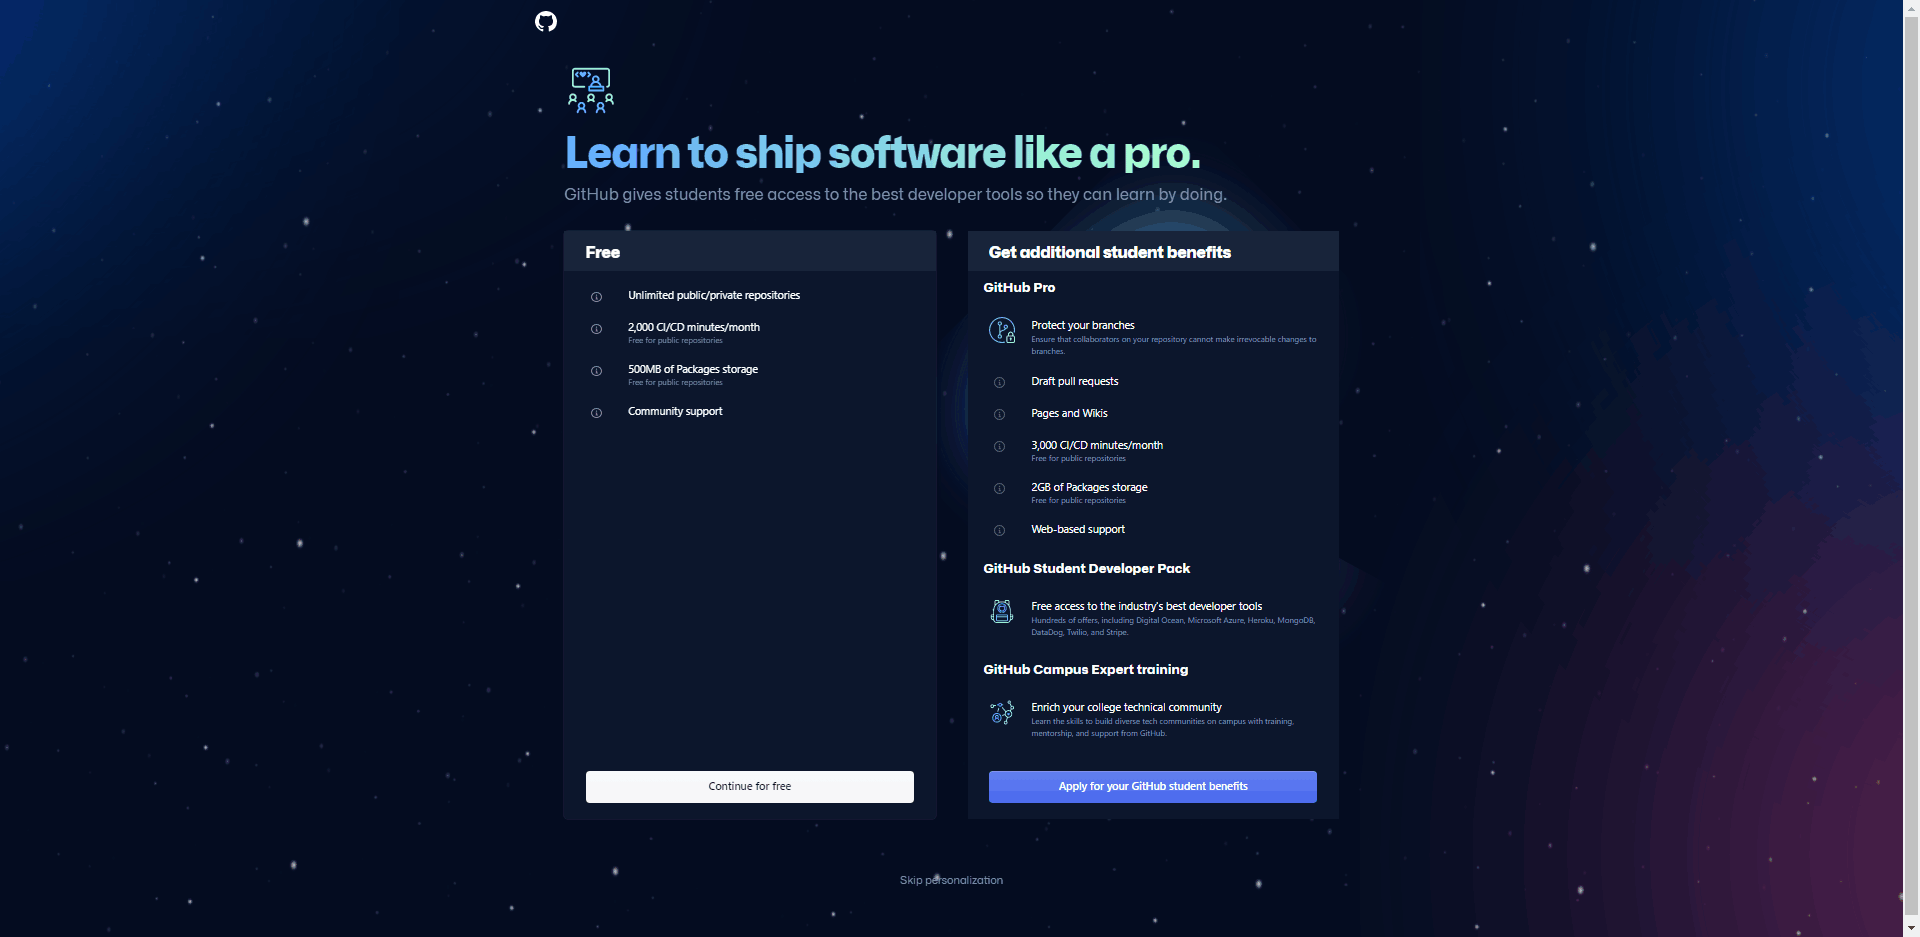 Learn to ship software like a pro.
GitHub gives students free access to the best developer tools so they can learn by doing.
Free
Unlimited public/private repositories
2,000 CI/CD minutes/month
Free for public repositories
500MB of Packages storage
Free for public repositories
Community support
Continue for free
Get additional student benefits
GitHub Pro
Protect your branches
Ensure that collaborators on your repository cannot make irrevocable changes to
branches.
Draft pull requests
Pages and Wikis
3,000 CI/CD minutes/month
Free for public repositories
2GB of Packages storage
Free for public repositories
Web-based support
GitHub Student Developer Pack
Free access to the industry's best developer tools
Hundreds of offers, including Digital Ocean, Microsoft Azure, Heroku, MongoDB,
DataDog, Twilio, and Stripe.
GitHub Campus Expert training
Enrich your college technical community
Learn the skills to build diverse tech communities on campus with training,
mentorship, and support from GitHub.
Apply for your GitHub student benefits
Skip personalization